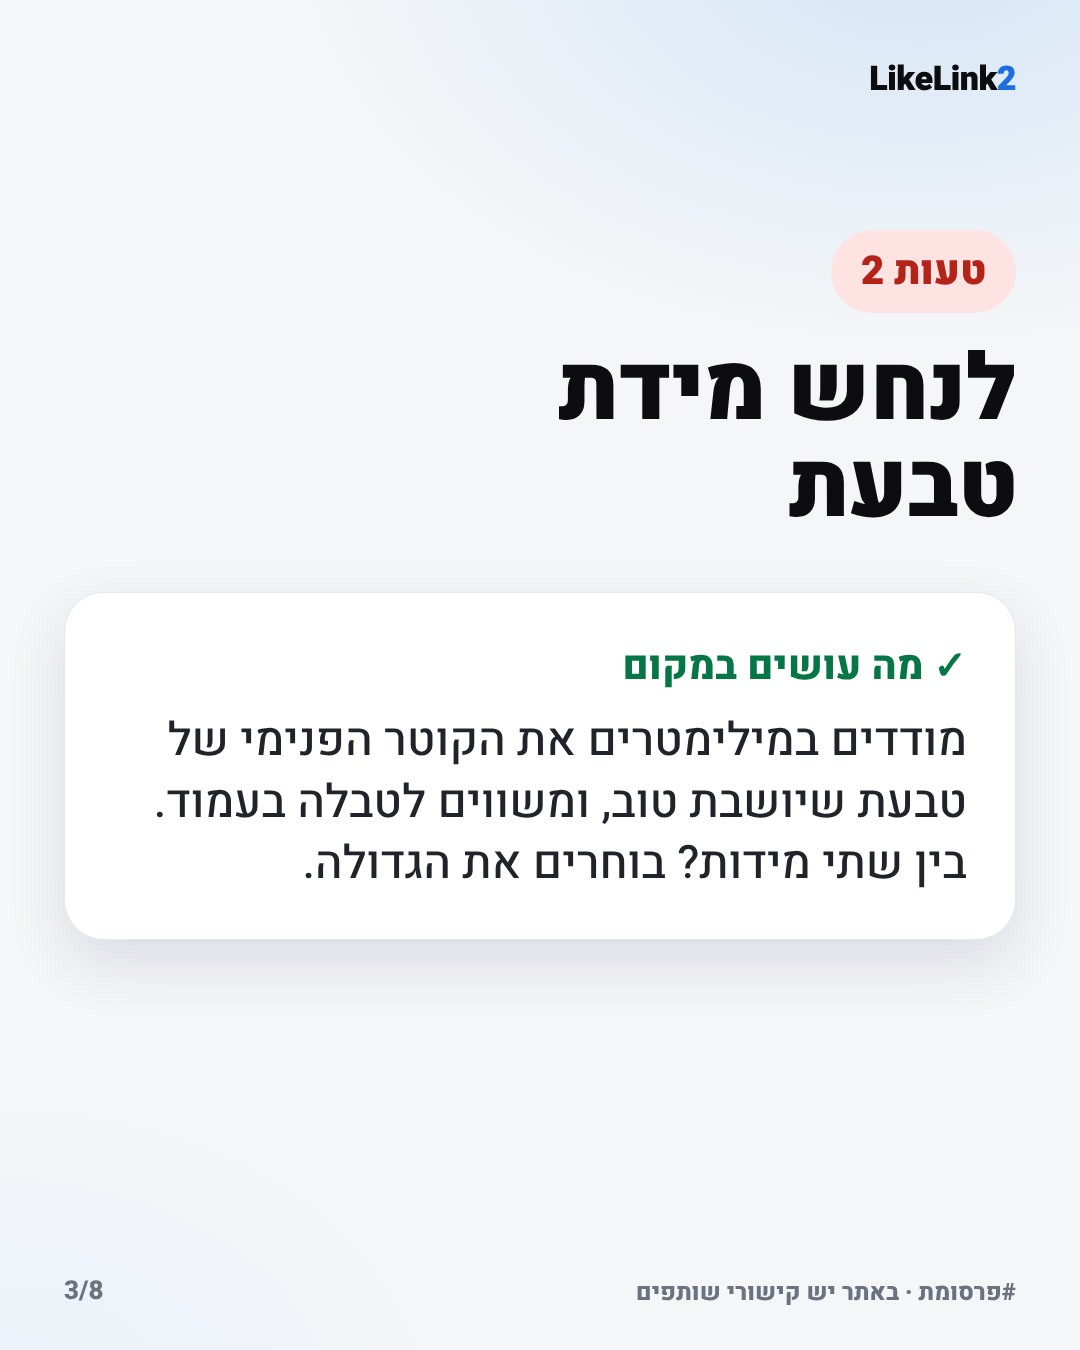 LikeLink2
טעות 2
לנחש מידת
טבעת
✓ מה עושים במקום
מודדים במילימטרים את הקוטר הפנימי של
טבעת שיושבת טוב, ומשווים לטבלה בעמוד.
בין שתי מידות? בוחרים את הגדולה.
#פרסומת · באתר יש קישורי שותפים
3/8